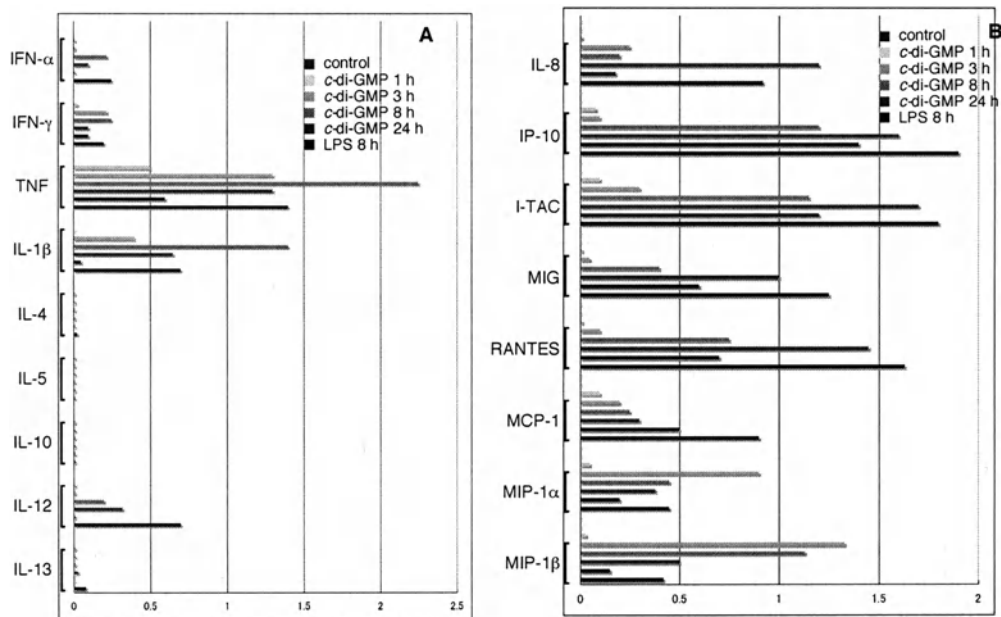 A
IFN-α
IFN-γ
TNF
IL-1β
IL-4
IL-5
IL-10
IL-12
IL-13
control
c-di-GMP 1 h
c-di-GMP 3 h
c-di-GMP 8 h
c-di-GMP 24 h
LPS 8 h
0 0.5 1 1.5 2 2.5
B
IL-8
IP-10
I-TAC
MIG
RANTES
MCP-1
MIP-1α
MIP-1β
control
c-di-GMP 1 h
c-di-GMP 3 h
c-di-GMP 8 h
c-di-GMP 24 h
LPS 8 h
0 0.5 1 1.5 2